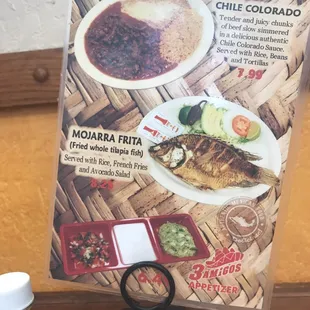 CHILE COLORADO
Tender and juicy chunks
of beef slow simmered
in a delicious authentic
Chile Colorado Sauce.
Served with Rice, Beans
and Tortillas
7.99
MOJARRA FRITA
(Fried whole tilapia fish)
Served with Rice, French Fries
and Avocado Salad
3 AMIGOS
APPETIZER